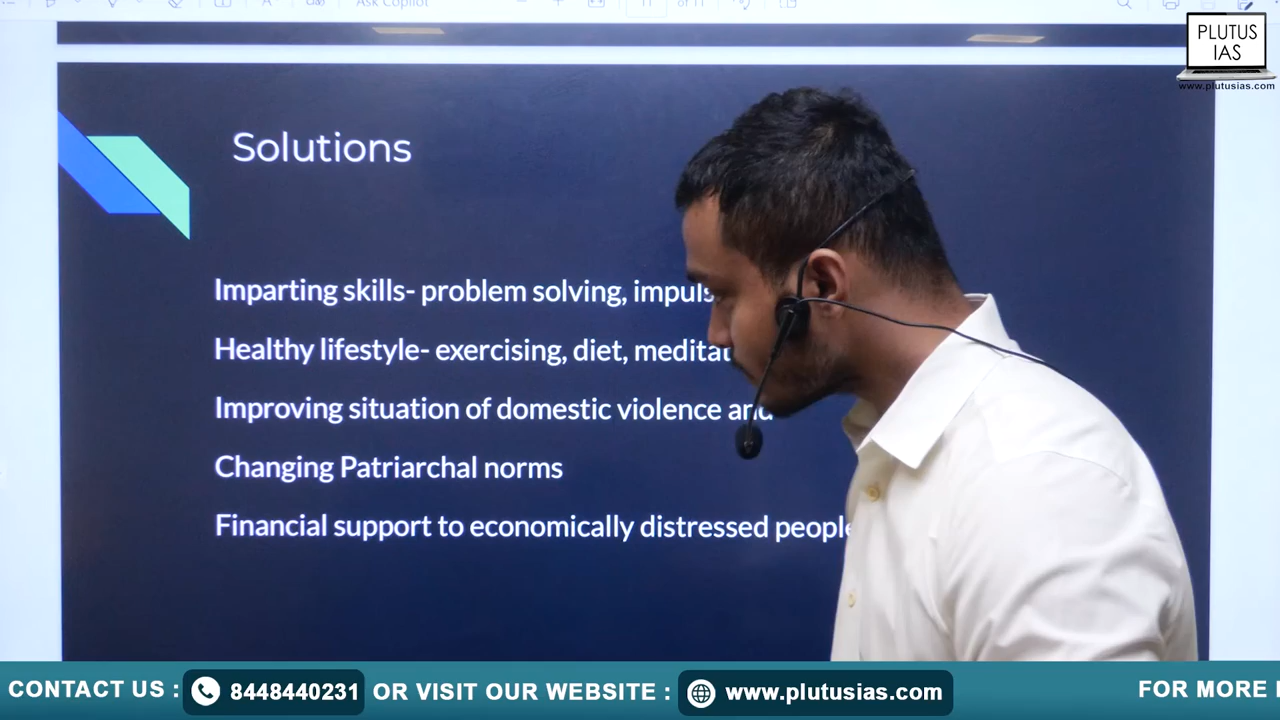 Ask Copilot
PLUTUS
IAS
www.plutusias.com
Solutions
Imparting skills- problem solving,
Healthy lifestyle- exercising, diet,
Improving situation of domestic violence and
Changing Patriarchal norms
Financial support to economically distressed people
CONTACT US : 8448440231 OR VISIT OUR WEBSITE : www.plutusias.com FOR MORE